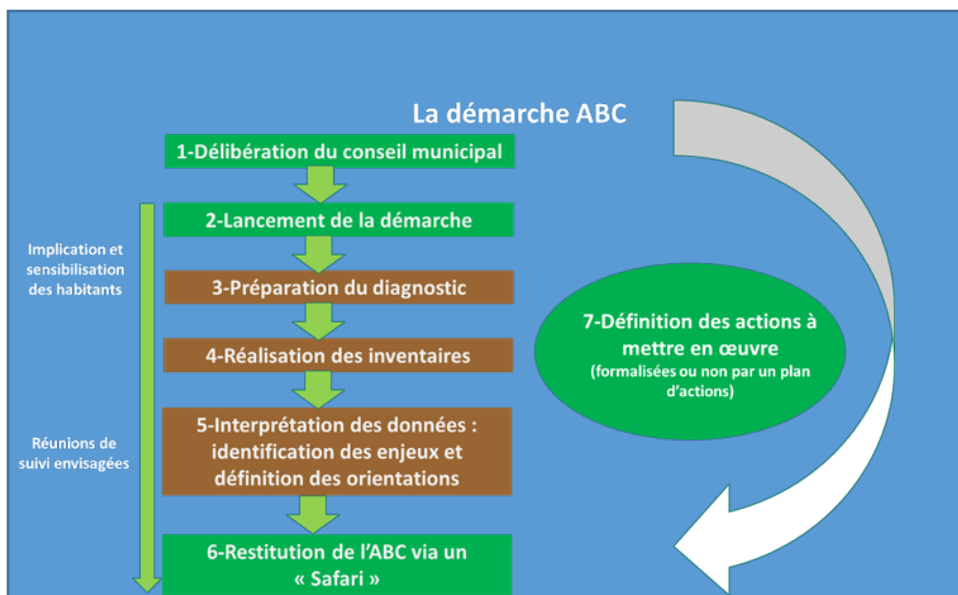 La démarche ABC
1-Délibération du conseil municipal
2-Lancement de la démarche
Implication et
sensibilisation
des habitants
3-Préparation du diagnostic
4-Réalisation des inventaires
5-Interprétation des données :
identification des enjeux et
définition des orientations
Réunions de
suivi envisagées
6-Restitution de l’ABC via un
« Safari »
7-Définition des actions à
mettre en œuvre
(formalisées ou non par un plan
d’actions)